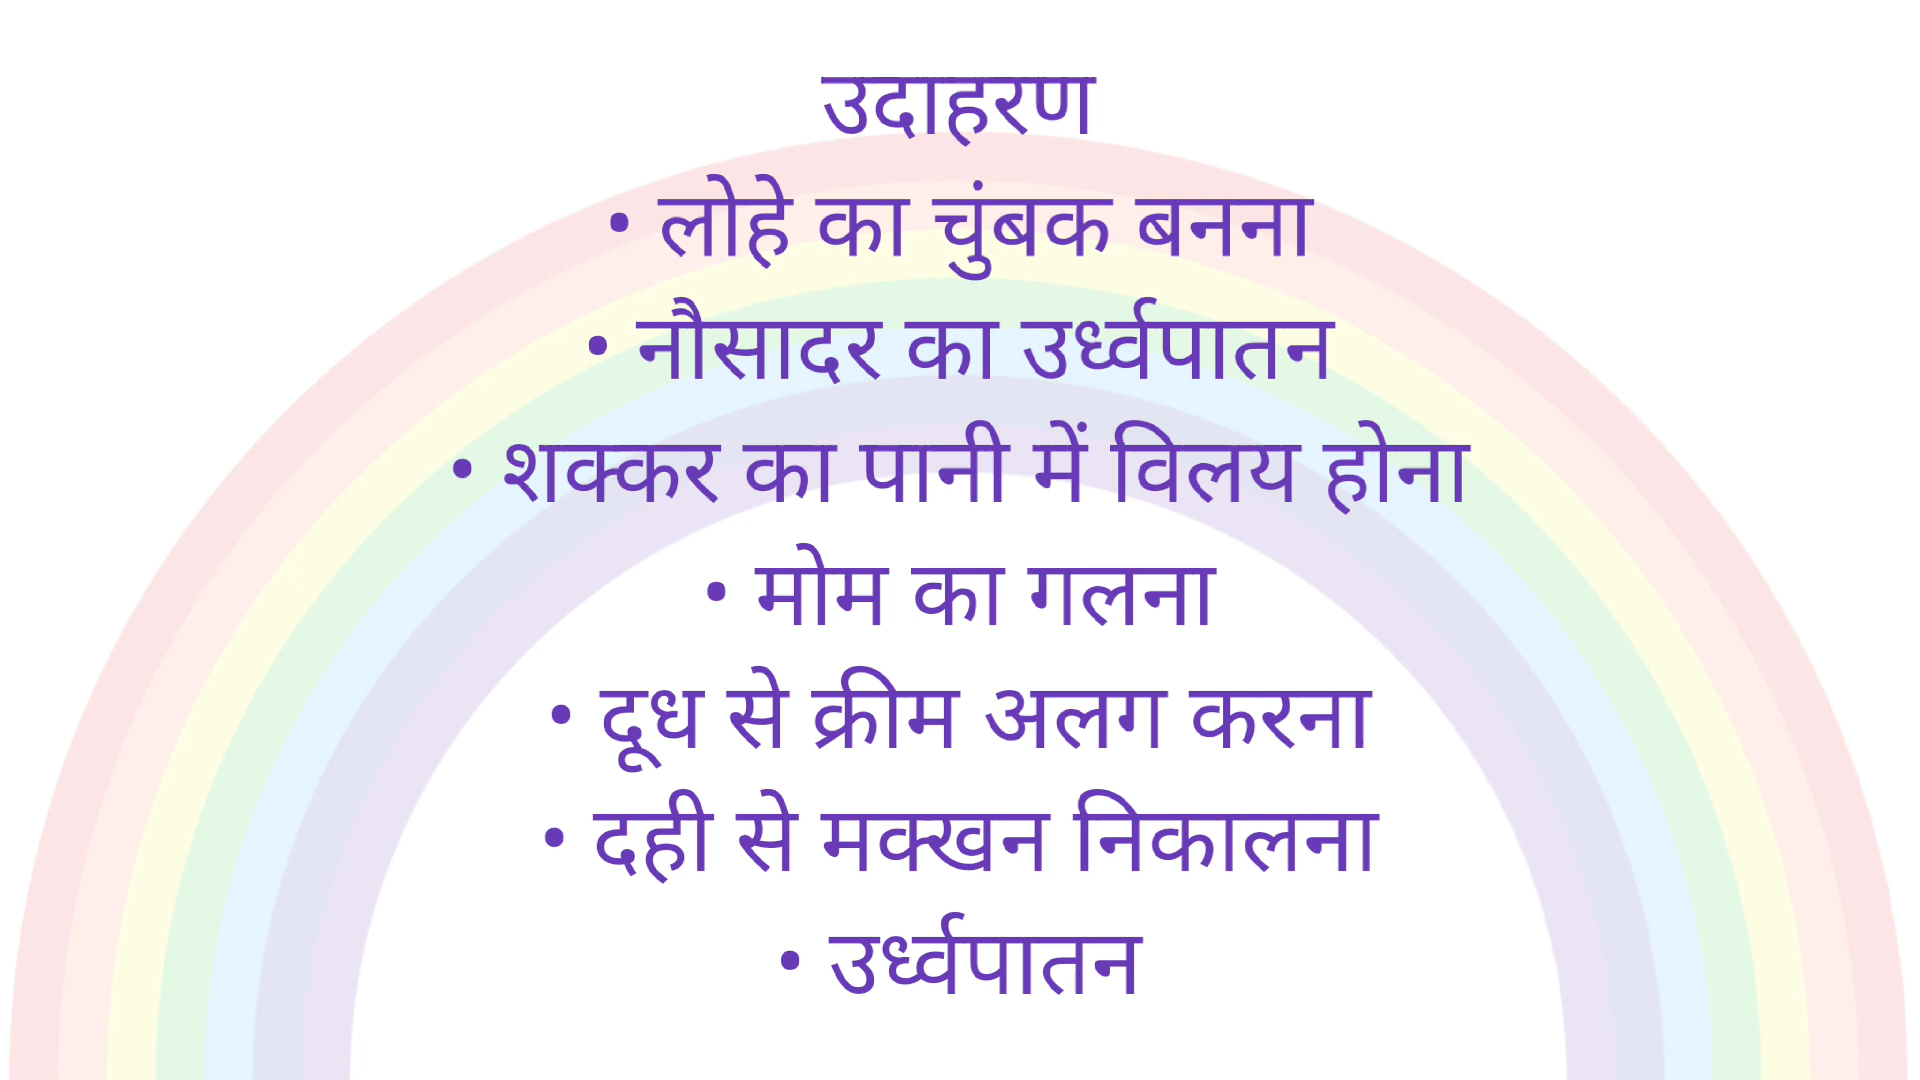 उदाहरण
• लोहे का चुंबक बनना
• नौसादर का उर्ध्वपातन
• शक्कर का पानी में विलय होना
• मोम का गलना
• दूध से क्रीम अलग करना
• दही से मक्खन निकालना
• उर्ध्वपातन